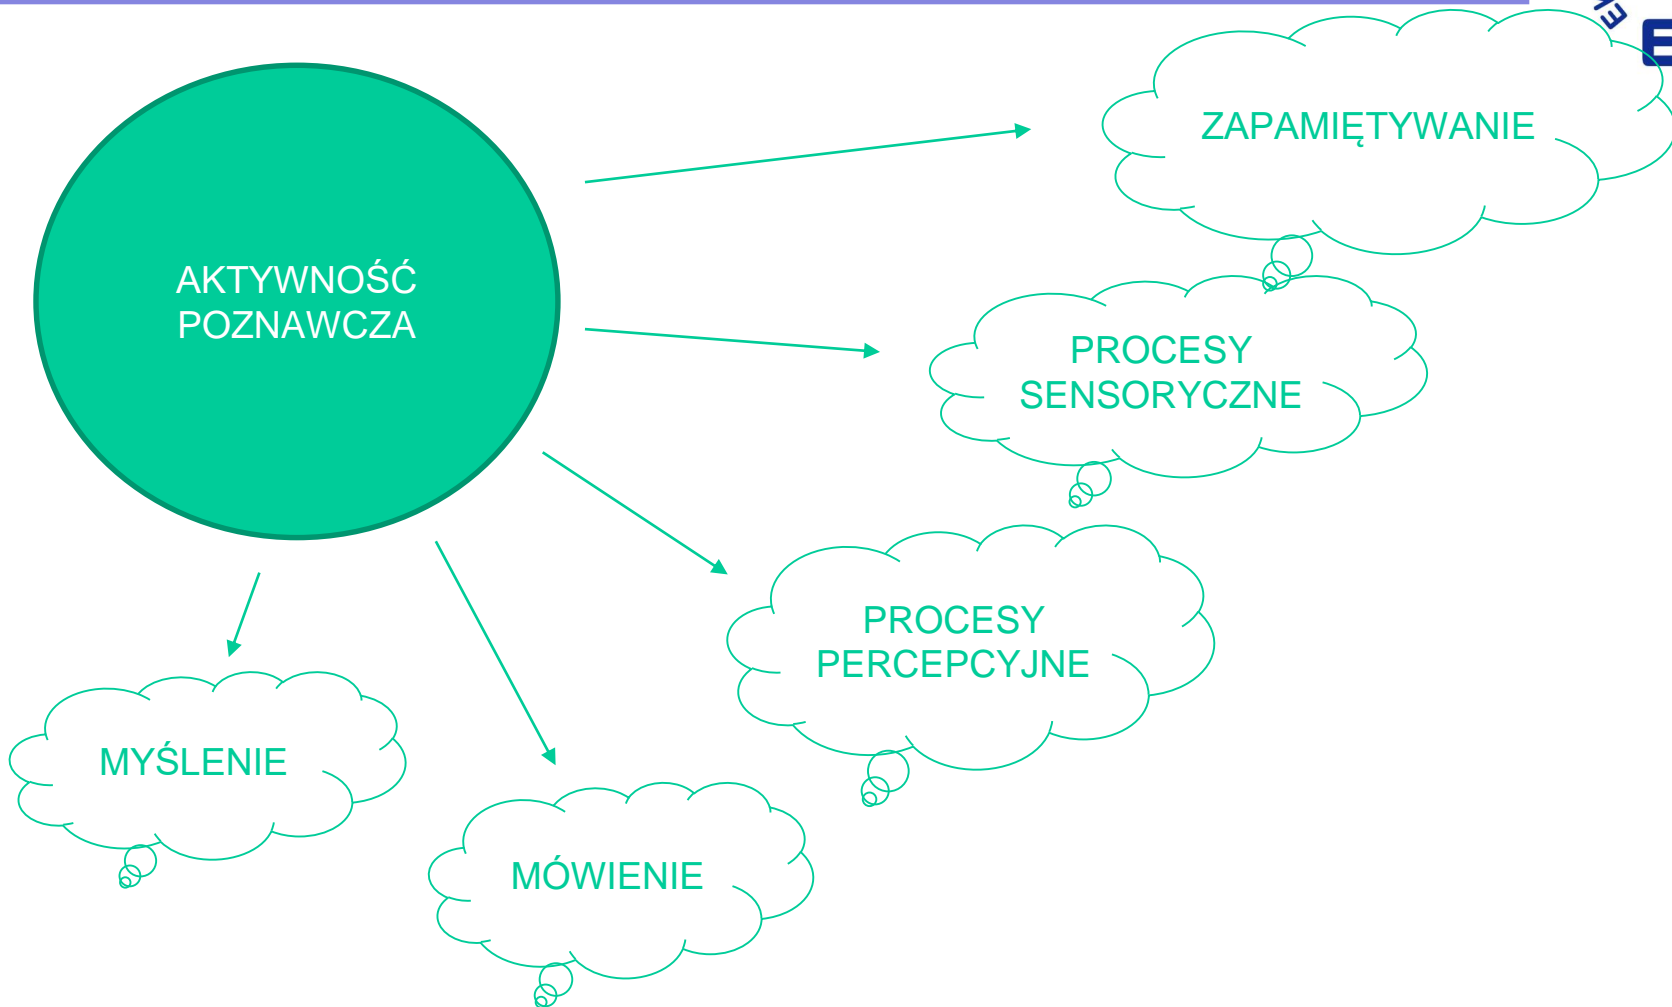 AKTYWNOŚĆ
POZNAWCZA
ZAPAMIĘTYWANIE
PROCESY
SENSORYCZNE
PROCESY
PERCEPCYJNE
MYŚLENIE
MÓWIENIE